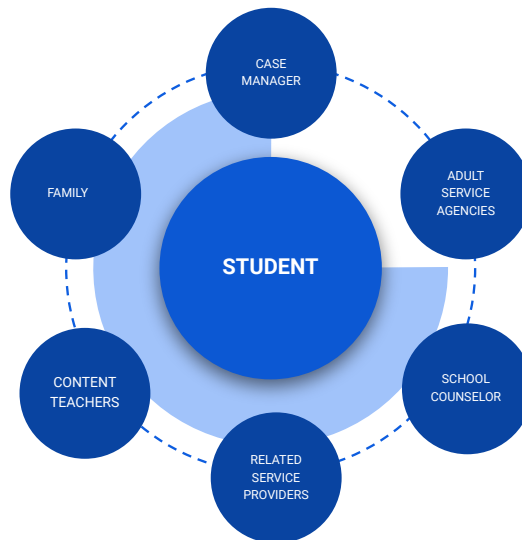 CASE
MANAGER
ADULT
SERVICE
AGENCIES
FAMILY
STUDENT
CONTENT
TEACHERS
SCHOOL
COUNSELOR
RELATED
SERVICE
PROVIDERS